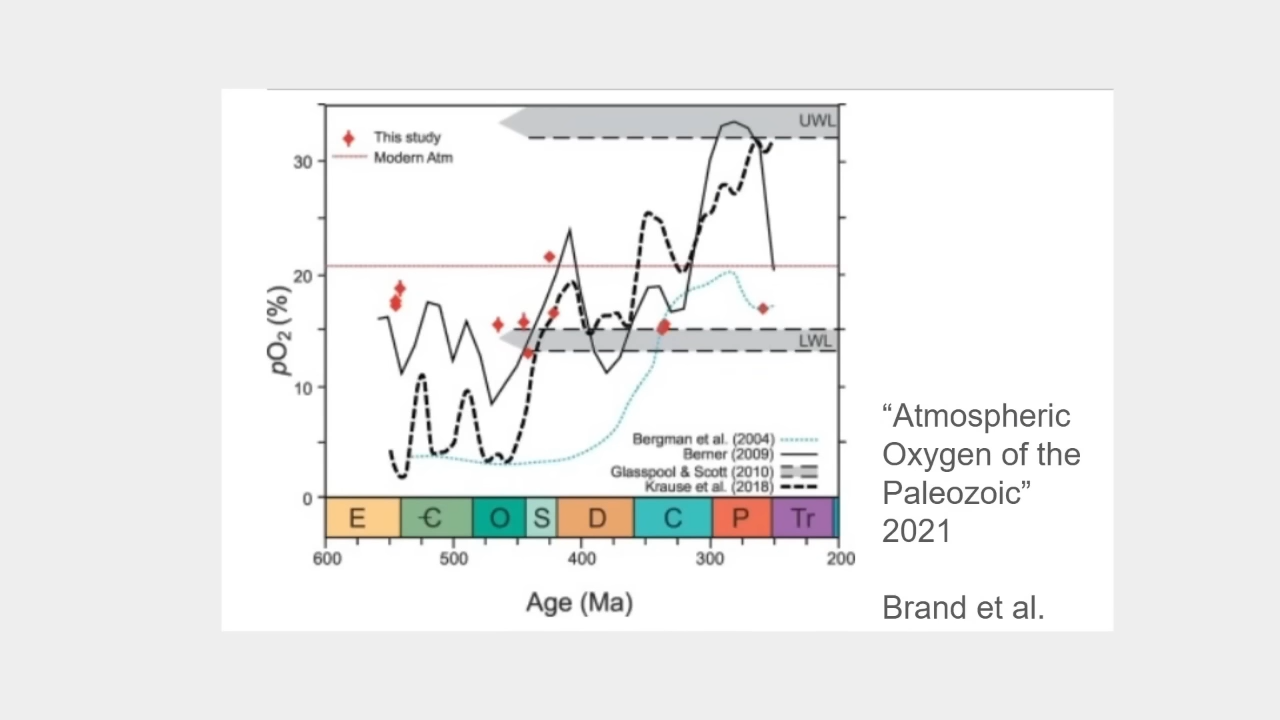 UWL
This study
Modern Atm
30
20
LWL
10
0
pO2 (%)
Bergman et al. (2004)
Berner (2009)
Glasspool & Scott (2010)
Krause et al. (2018)
E Ꞓ O S D C P Tr
600 500 400 300 200
Age (Ma)
“Atmospheric
Oxygen of the
Paleozoic”
2021
Brand et al.